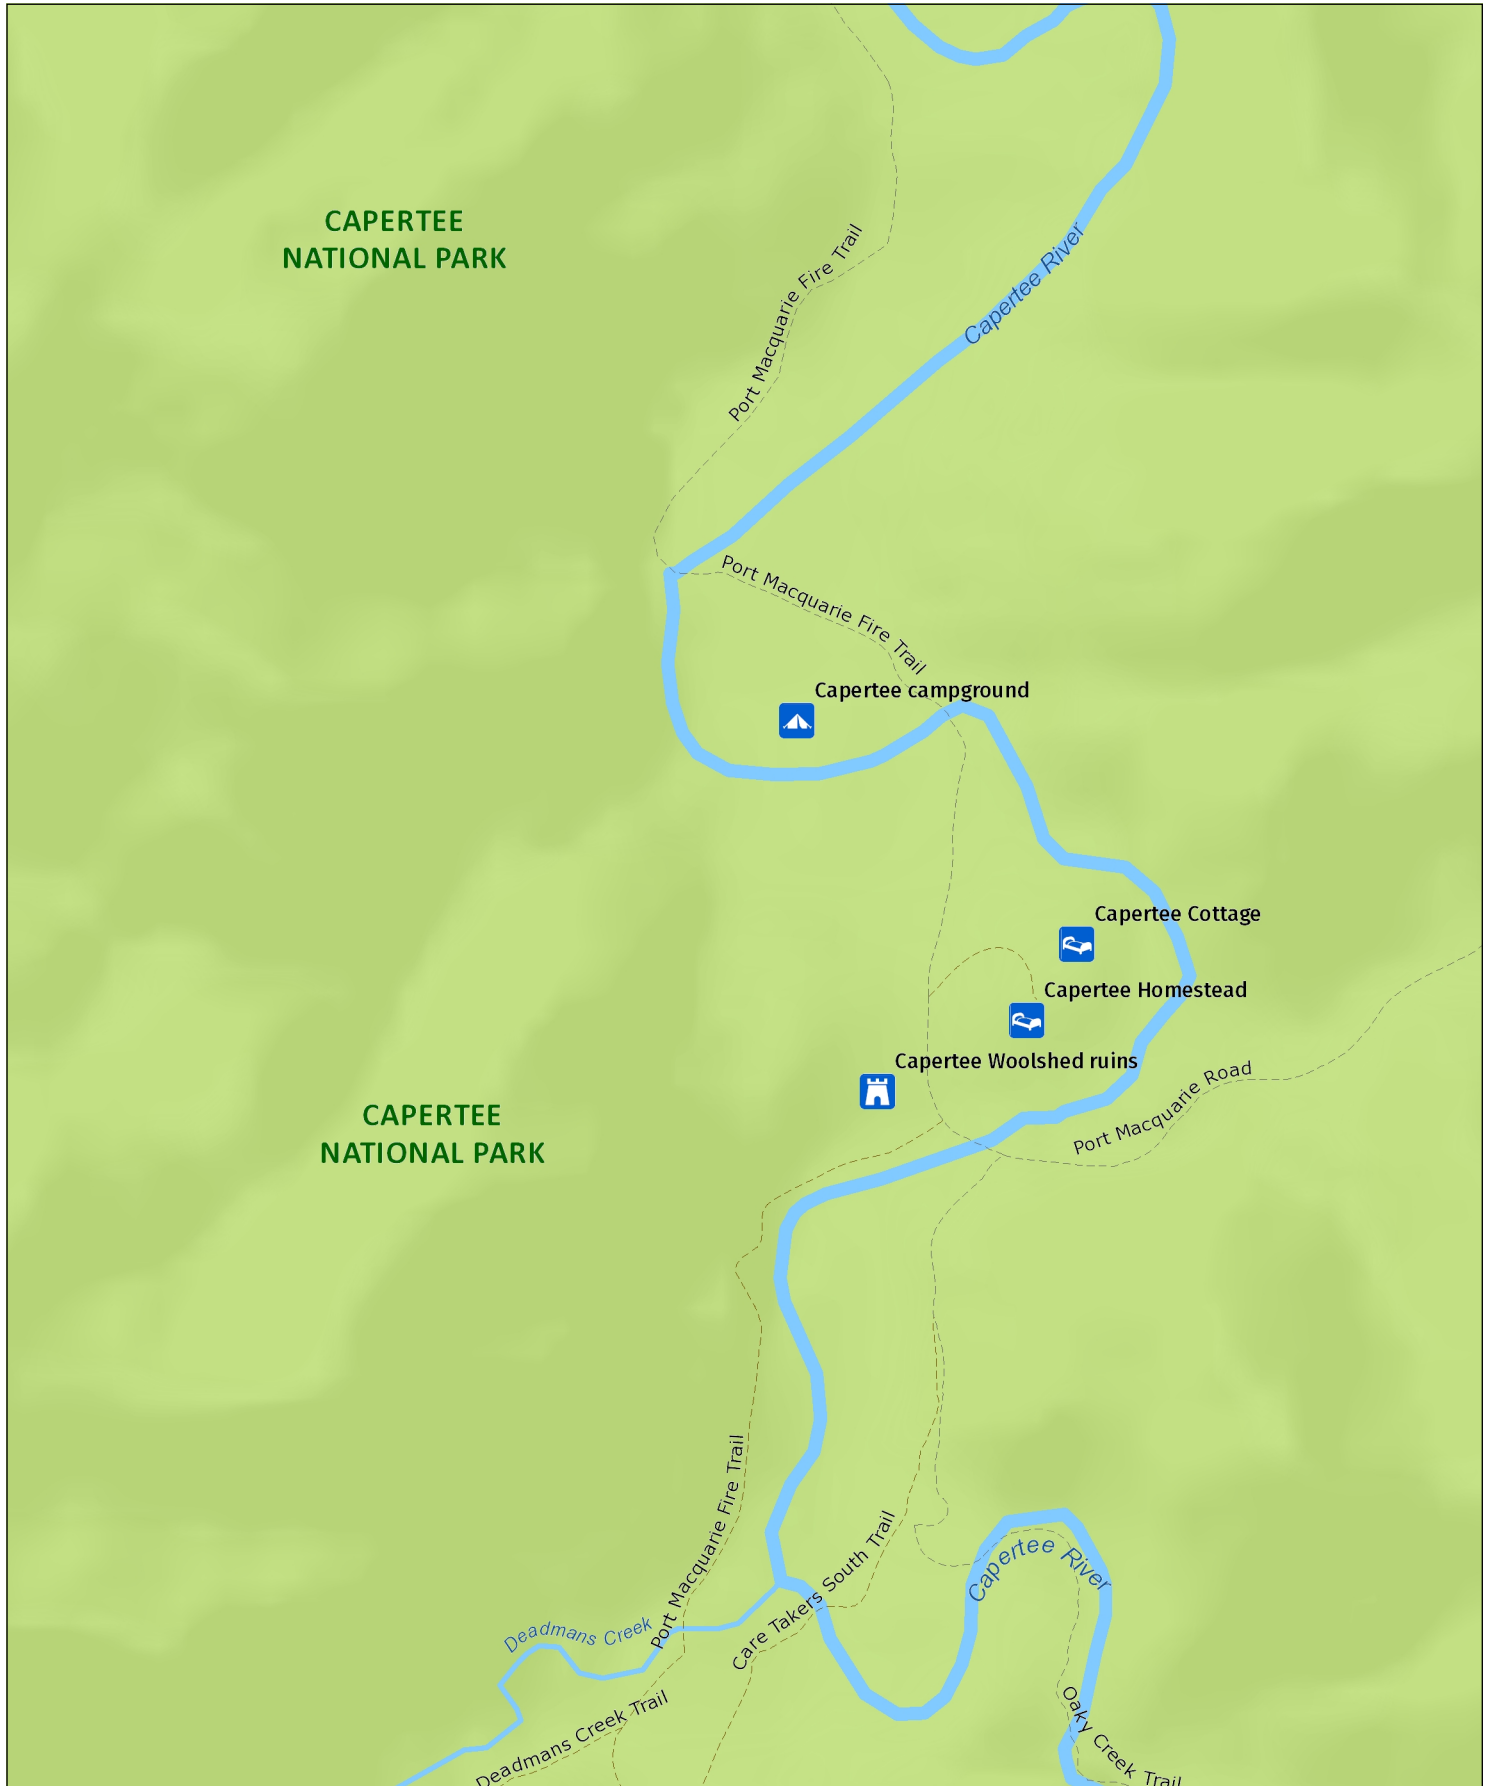 CAPERTEE
NATIONAL PARK
Capertee River
Port Macquarie Fire Trail
Port Macquarie Fire Trail
Capertee campground
Capertee Cottage
Capertee Homestead
Capertee Woolshed ruins
Port Macquarie Road
CAPERTEE
NATIONAL PARK
Port Macquarie Fire Trail
Care Takers South Trail
Capertee River
Deadmans Creek
Deadmans Creek Trail
Oaky Creek Trail